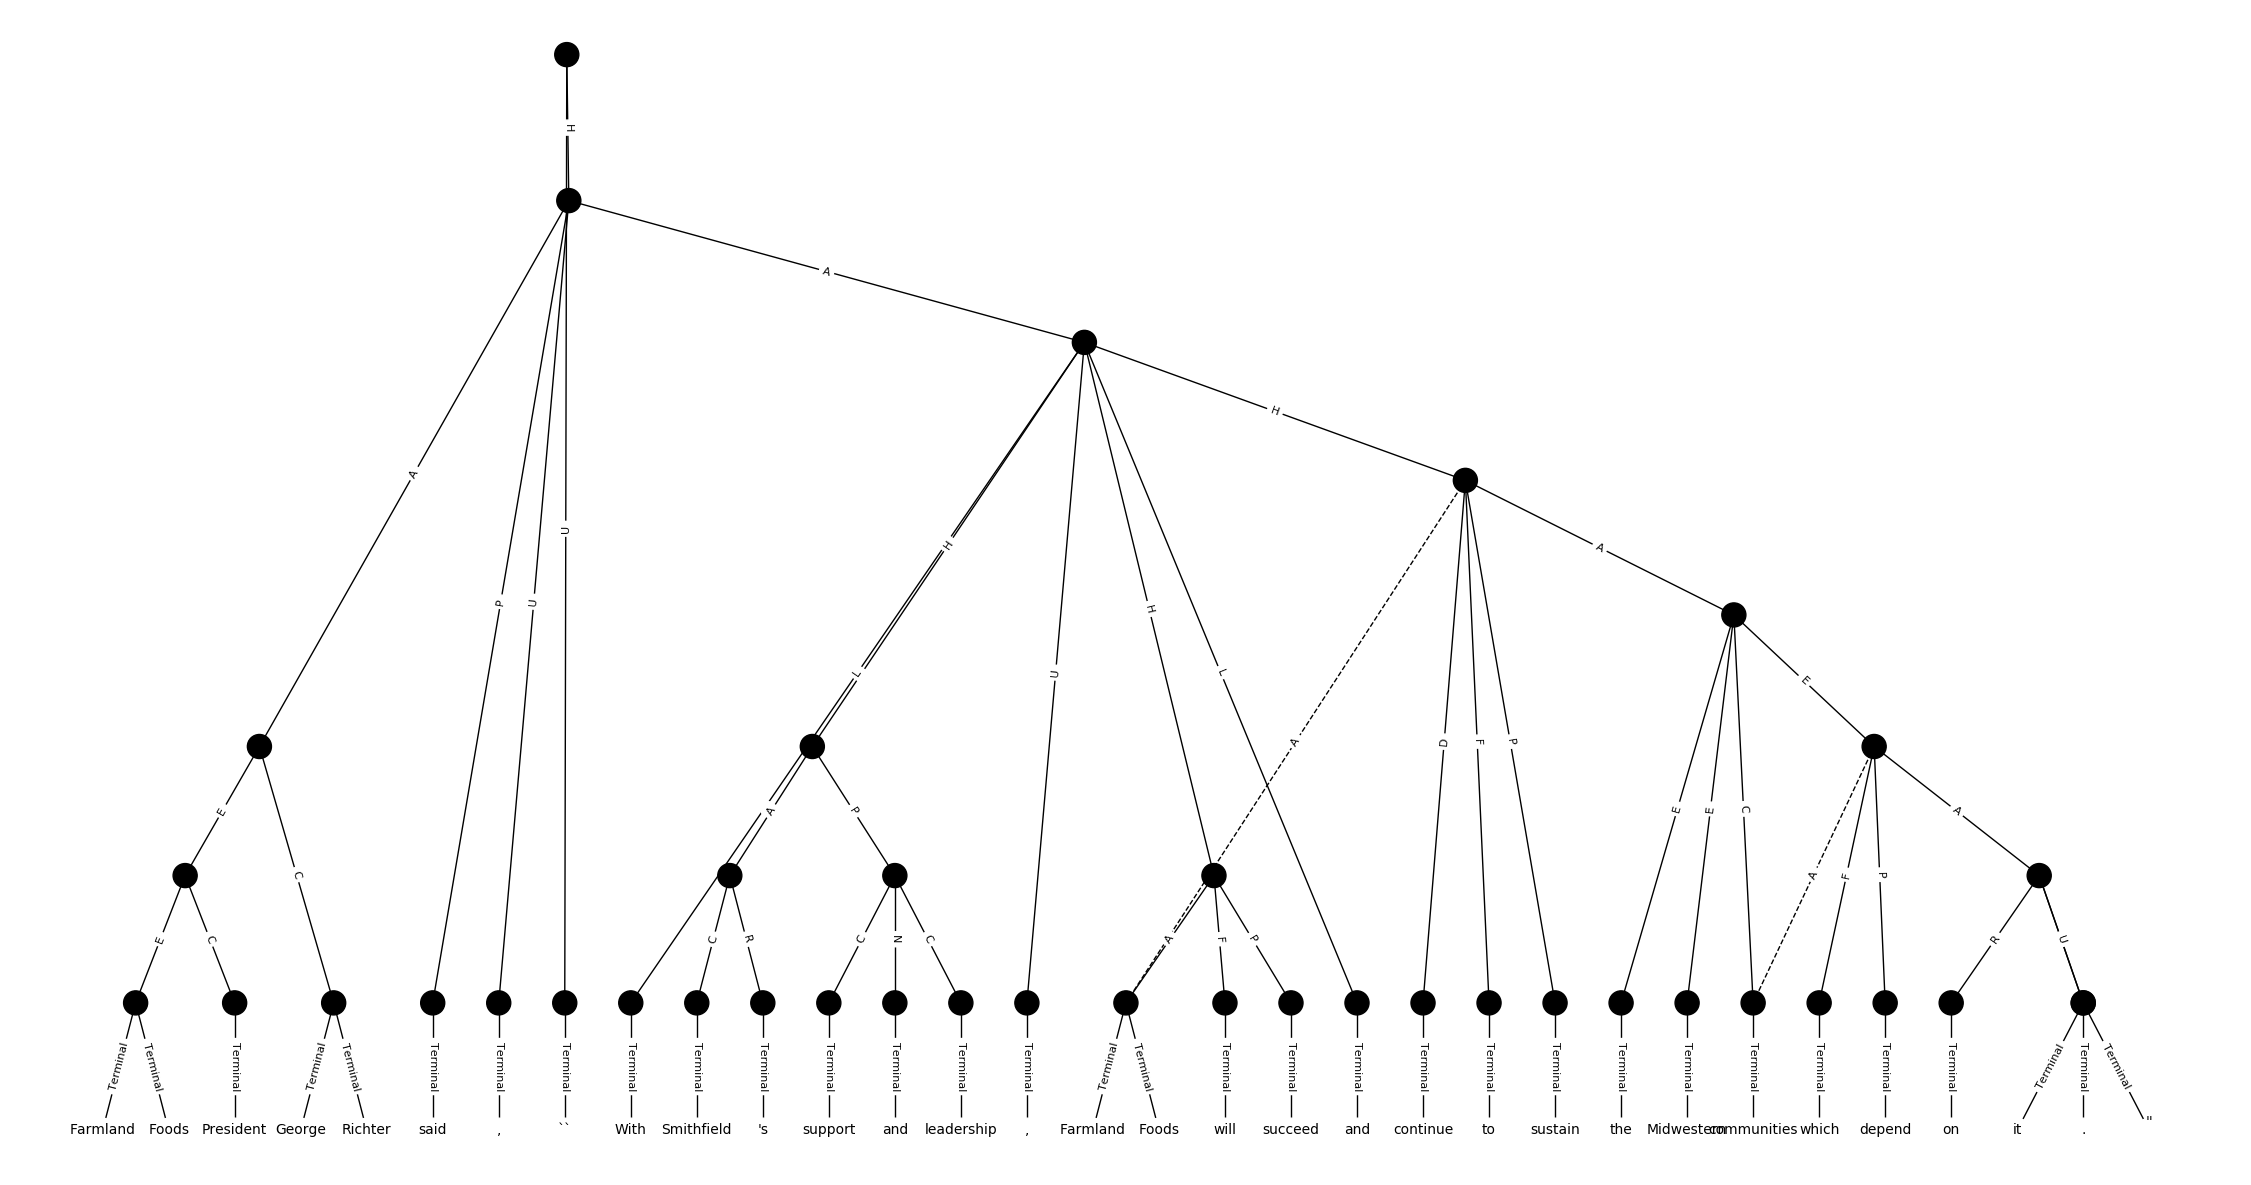 H
A
H
A
H
A
U
P
U
H
L
L
U
E
A
D
F
P
E
C
A
P
E
E
C
A
A
F
P
E
C
C
R
C
N
C
A
F
P
R
U
Terminal Terminal Terminal Terminal Terminal Terminal Terminal Terminal Terminal Terminal Terminal Terminal Terminal Terminal Terminal Terminal Terminal Terminal Terminal Terminal Terminal Terminal Terminal Terminal Terminal Terminal Terminal Terminal Terminal Terminal Terminal Terminal
Farmland Foods President George Richter said , `` With Smithfield 's support and leadership , Farmland Foods will succeed and continue to sustain the Midwestern communities which depend on it . "